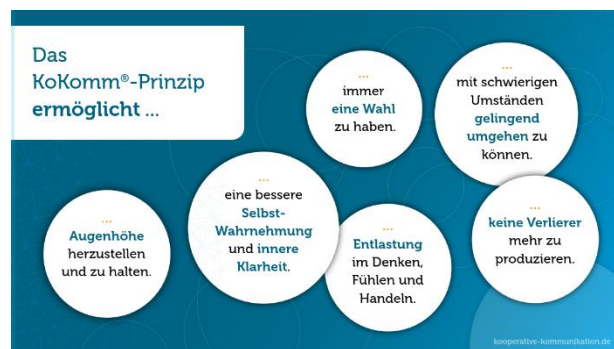 Das
KoKomm®-Prinzip
ermöglicht ...
...
Augenhöhe
herzustellen
und zu halten.
...
eine bessere
Selbst-
Wahrnehmung
und innere
Klarheit.
...
immer
eine Wahl
zu haben.
...
Entlastung
im Denken,
Fühlen und
Handeln.
...
mit schwierigen
Umständen
gelingend
umgehen zu
können.
...
keine Verlierer
mehr zu
produzieren.
kooperative-kommunikation.de